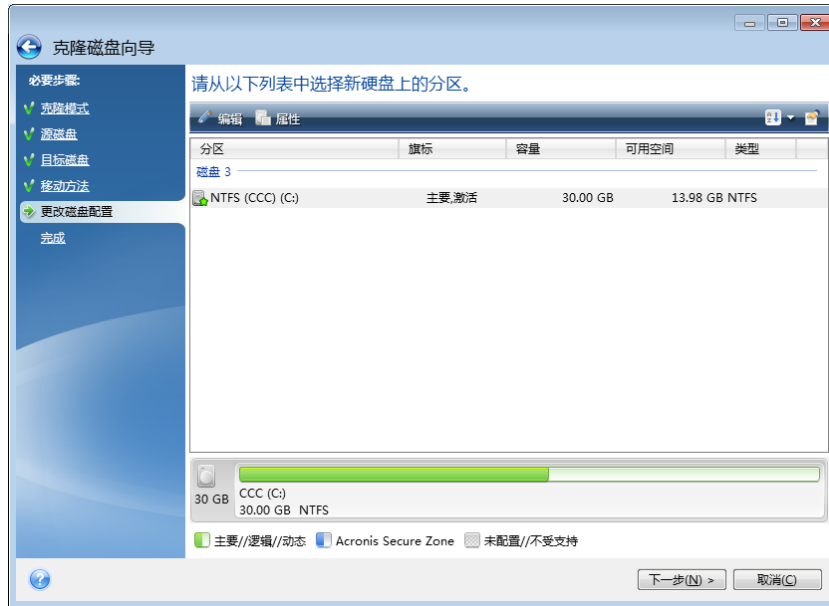 克隆磁盘向导
必要步骤:
克隆模式
源磁盘
目标磁盘
移动方法
更改磁盘配置
完成
请从以下列表中选择新硬盘上的分区。
编辑 属性
分区 旗标 容量 可用空间 类型
磁盘 3
NTFS (CCC) (C:) 主要,激活 30.00 GB 13.98 GB NTFS
30 GB
CCC (C:)
30.00 GB NTFS
主要//逻辑//动态 Acronis Secure Zone 未配置//不受支持
下一步(N) > 取消(C)